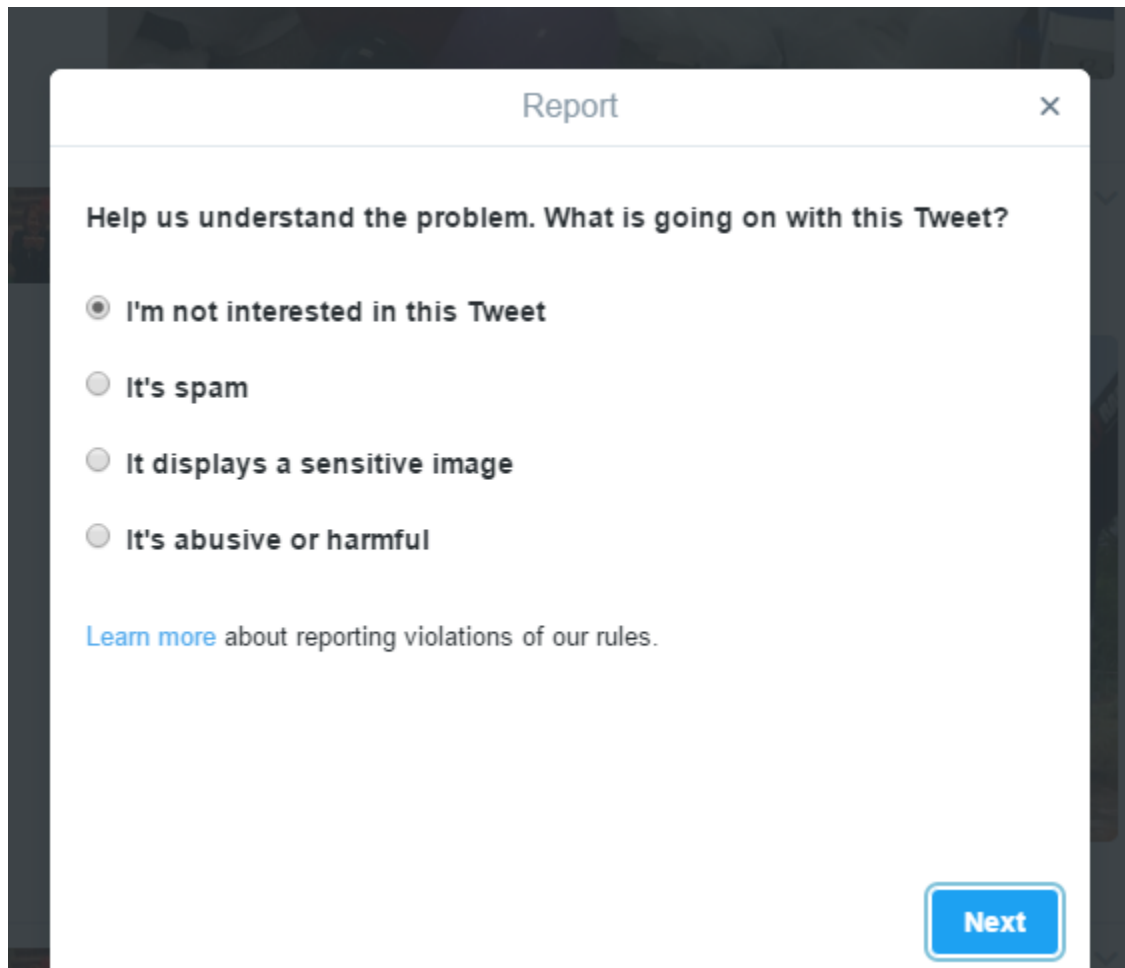 Report
Help us understand the problem. What is going on with this Tweet?
I'm not interested in this Tweet
It's spam
It displays a sensitive image
It's abusive or harmful
Learn more about reporting violations of our rules.
Next